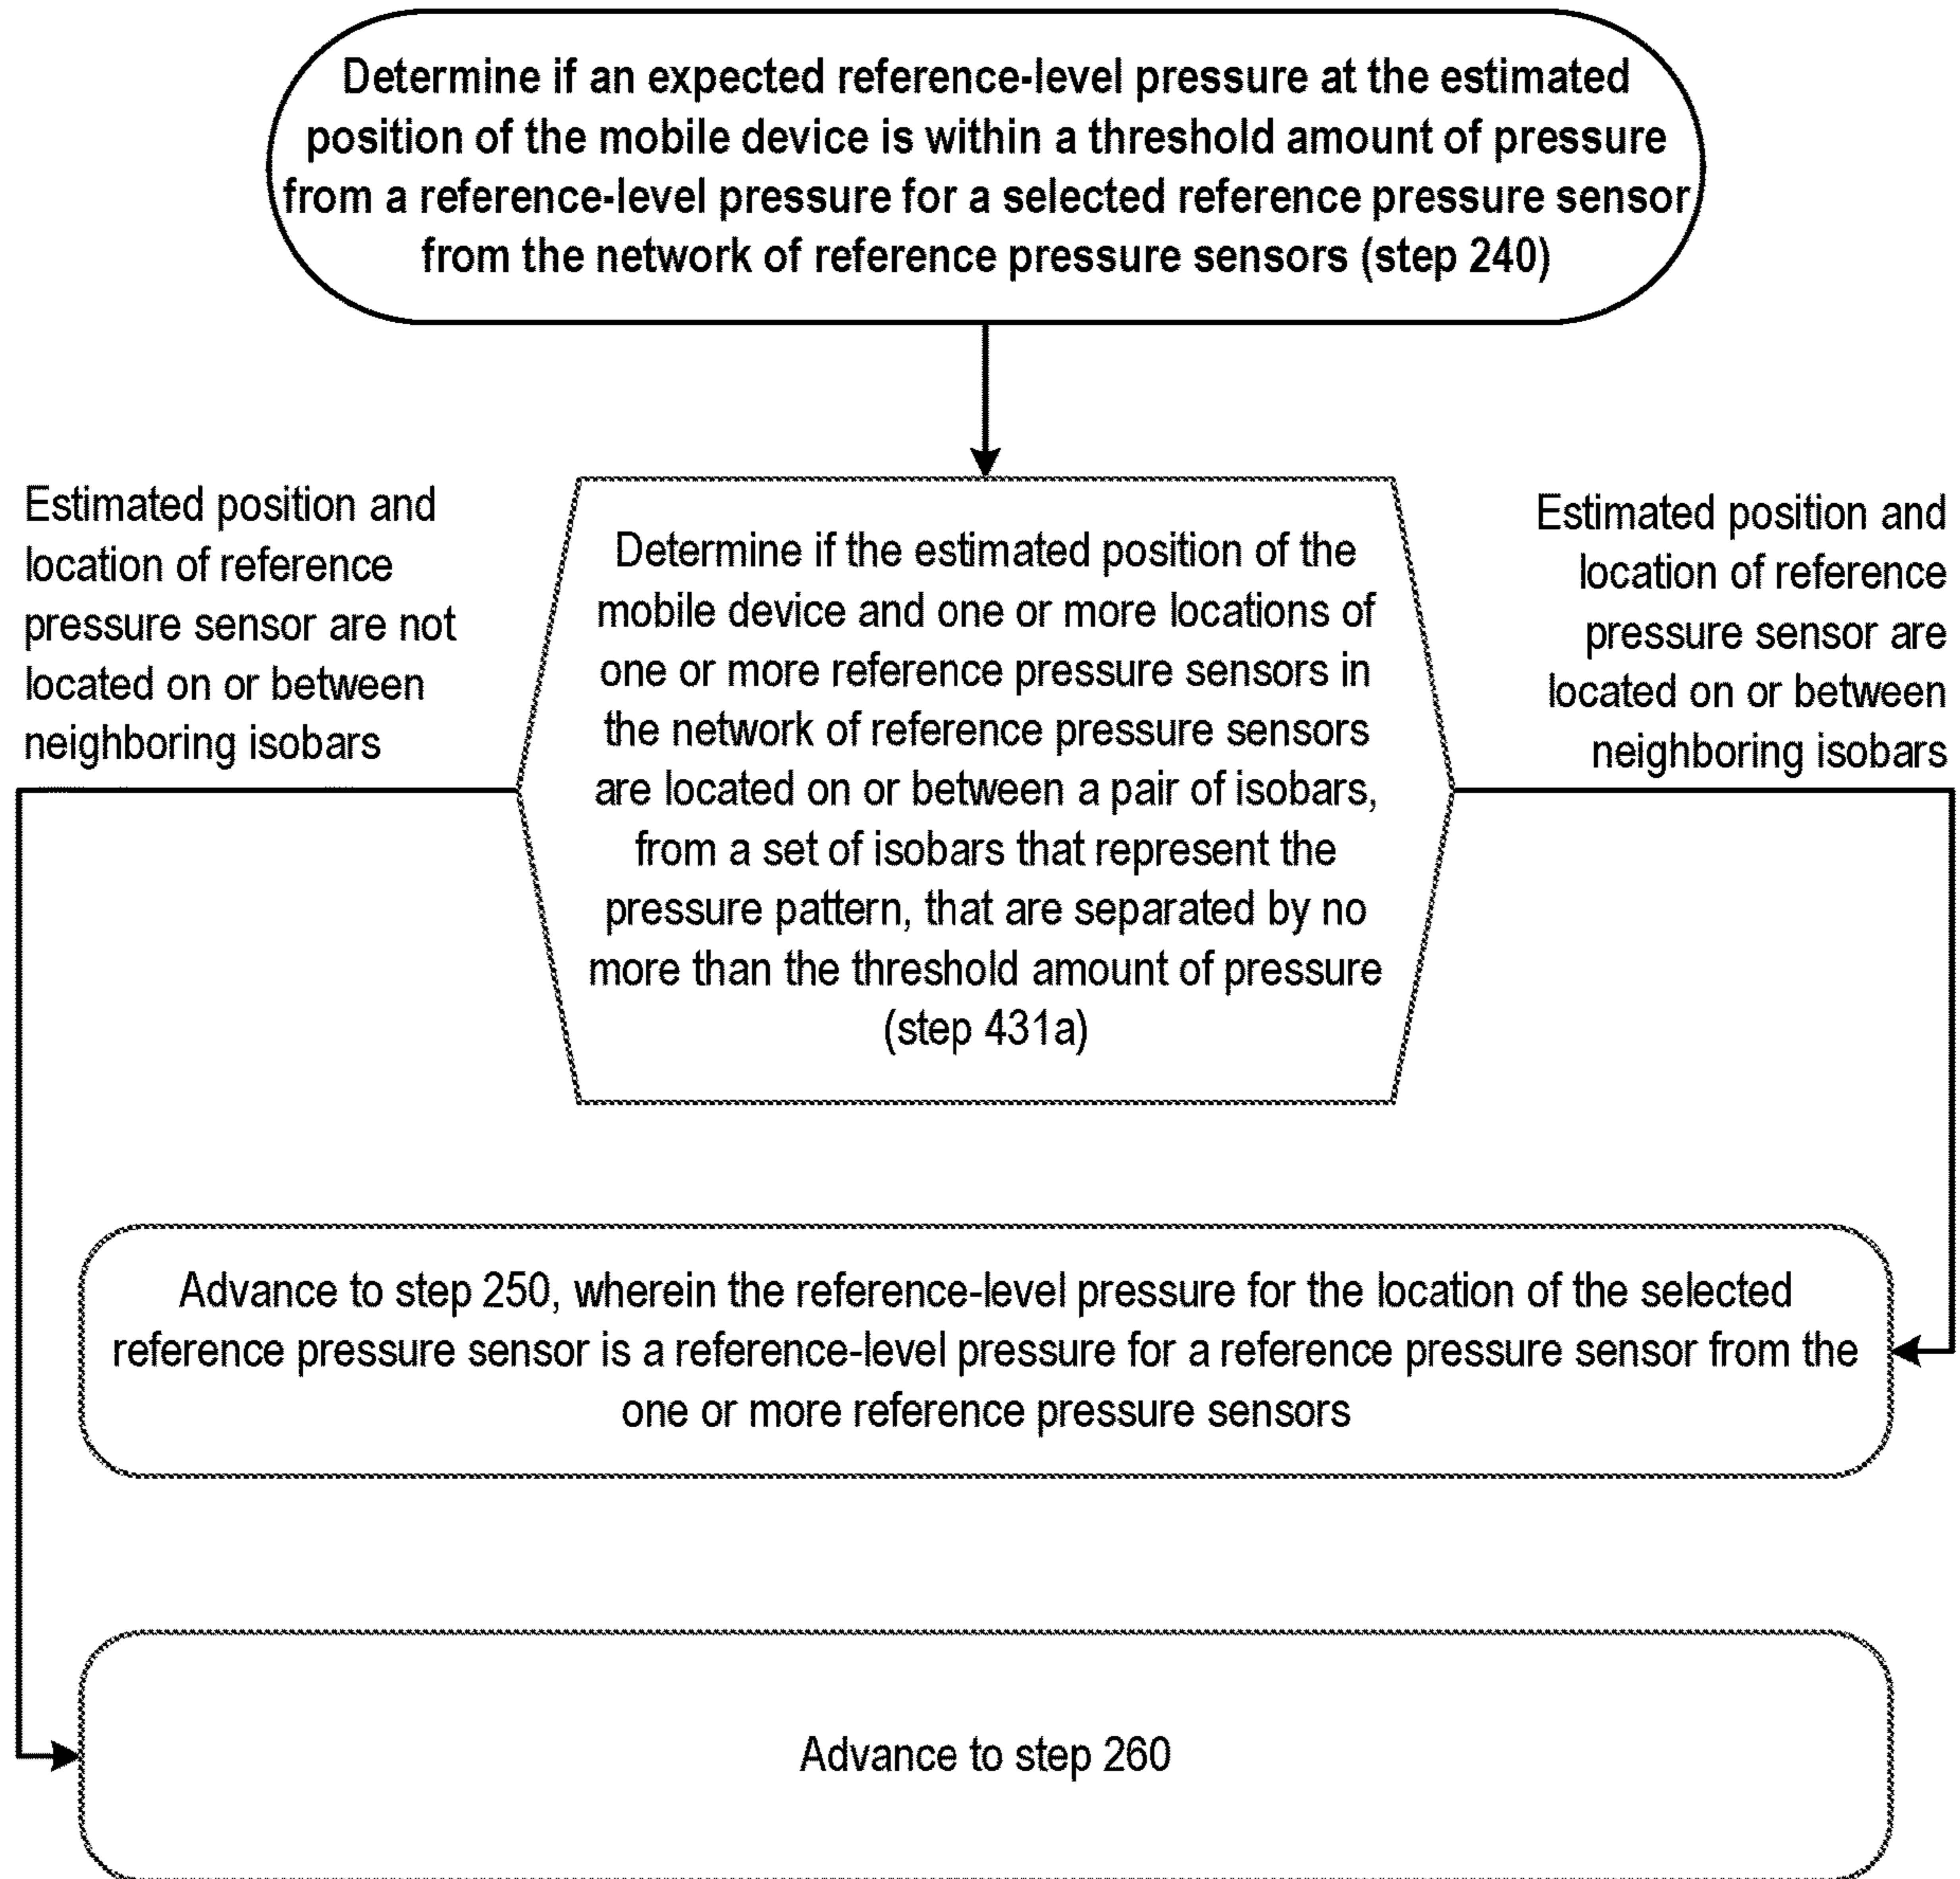 Determine if an expected reference-level pressure at the estimated
position of the mobile device is within a threshold amount of pressure
from a reference-level pressure for a selected reference pressure sensor
from the network of reference pressure sensors (step 240)
Estimated position and
location of reference
pressure sensor are not
located on or between
neighboring isobars
Determine if the estimated position of the
mobile device and one or more locations of
one or more reference pressure sensors in
the network of reference pressure sensors
are located on or between a pair of isobars,
from a set of isobars that represent the
pressure pattern, that are separated by no
more than the threshold amount of pressure
(step 431a)
Estimated position and
location of reference
pressure sensor are
located on or between
neighboring isobars
Advance to step 250, wherein the reference-level pressure for the location of the selected
reference pressure sensor is a reference-level pressure for a reference pressure sensor from the
one or more reference pressure sensors
Advance to step 260